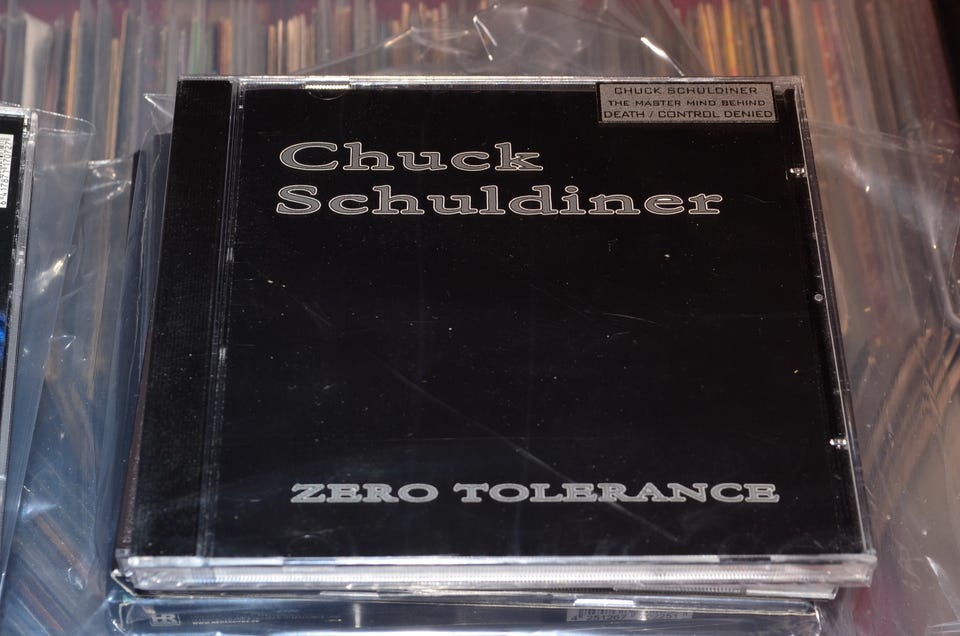 CHUCK SCHULDINER
THE MASTER MIND BEHIND
DEATH / CONTROL DENIED
Chuck
Schuldiner
ZERO TOLERANCE